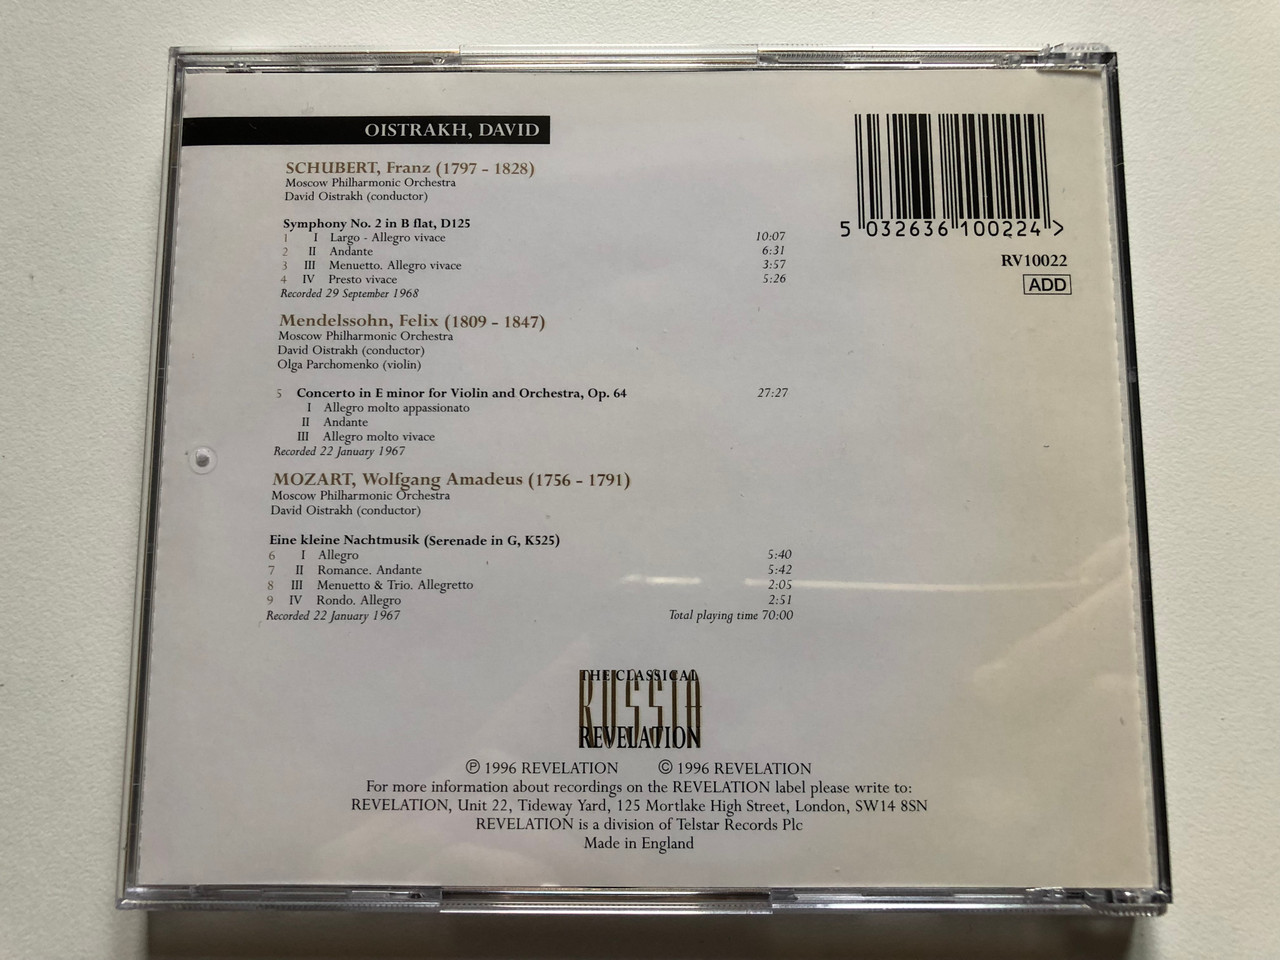 OISTRAKH, DAVID
SCHUBERT, Franz (1797 - 1828)
Moscow Philharmonic Orchestra
David Oistrakh (conductor)
Symphony No. 2 in B flat, D125
1 I Largo - Allegro vivace 10:07
2 II Andante 6:31
3 III Menuetto. Allegro vivace 3:57
4 IV Presto vivace 5:26
Recorded 29 September 1968
Mendelssohn, Felix (1809 - 1847)
Moscow Philharmonic Orchestra
David Oistrakh (conductor)
Olga Parchomenko (violin)
5 Concerto in E minor for Violin and Orchestra, Op. 64 27:27
I Allegro molto appassionato
II Andante
III Allegro molto vivace
Recorded 22 January 1967
MOZART, Wolfgang Amadeus (1756 - 1791)
Moscow Philharmonic Orchestra
David Oistrakh (conductor)
Eine kleine Nachtmusik (Serenade in G, K525)
6 I Allegro 5:40
7 II Romance. Andante 5:42
8 III Menuetto & Trio. Allegretto 2:05
9 IV Rondo. Allegro 2:51
Recorded 22 January 1967 Total playing time 70:00
5 032636 100224 >
RV10022
ADD
THE CLASSICAL
RUSSIA
REVELATION
℗ 1996 REVELATION © 1996 REVELATION
For more information about recordings on the REVELATION label please write to:
REVELATION, Unit 22, Tideway Yard, 125 Mortlake High Street, London, SW14 8SN
REVELATION is a division of Telstar Records Plc
Made in England